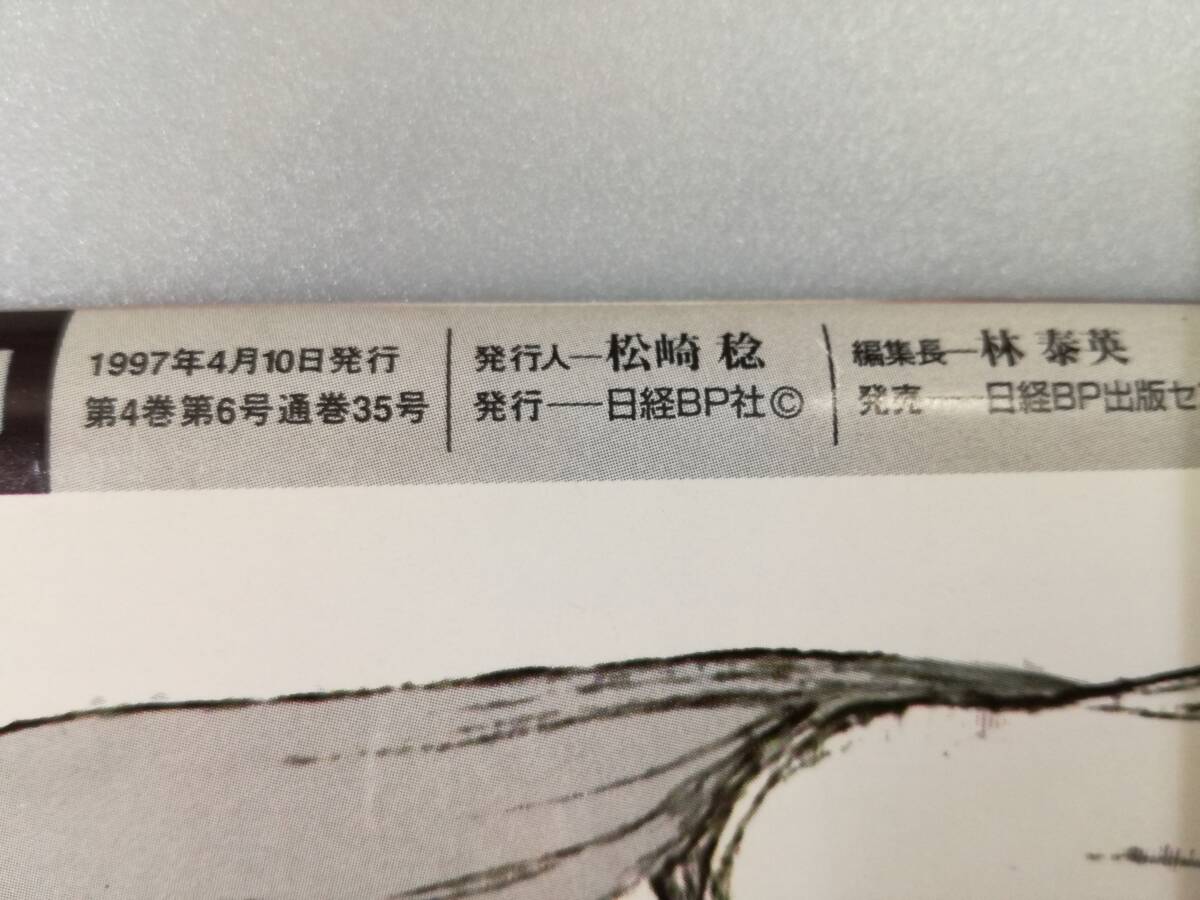 1997年4月10日発行
第4巻第6号通巻35号
発行人―松崎 稔
発行――日経BP社©
編集長―林 泰英
発売――日経BP出版セ